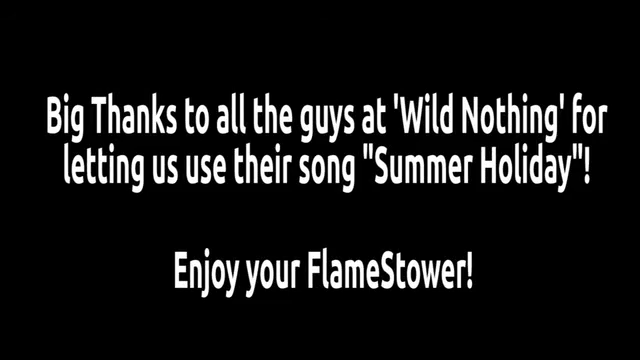 Big Thanks to all the guys at 'Wild Nothing' for
letting us use their song "Summer Holiday"!
Enjoy your FlameStower!